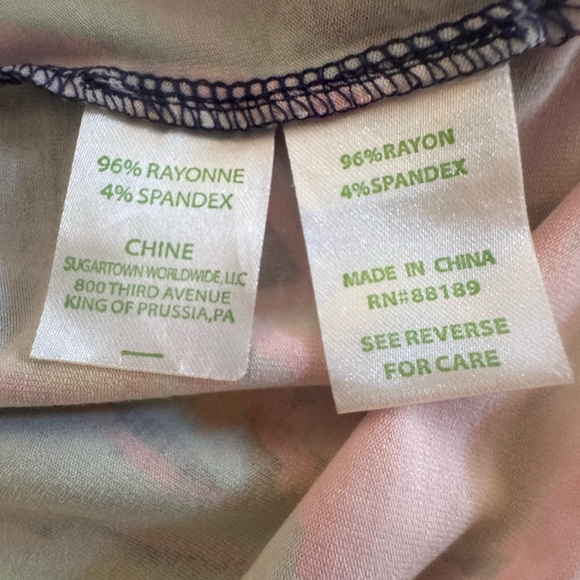 96% RAYONNE
4% SPANDEX
CHINE
SUGARTOWN WORLDWIDE, LLC
800 THIRD AVENUE
KING OF PRUSSIA,PA
96%RAYON
4%SPANDEX
MADE IN CHINA
RN#88189
SEE REVERSE
FOR CARE